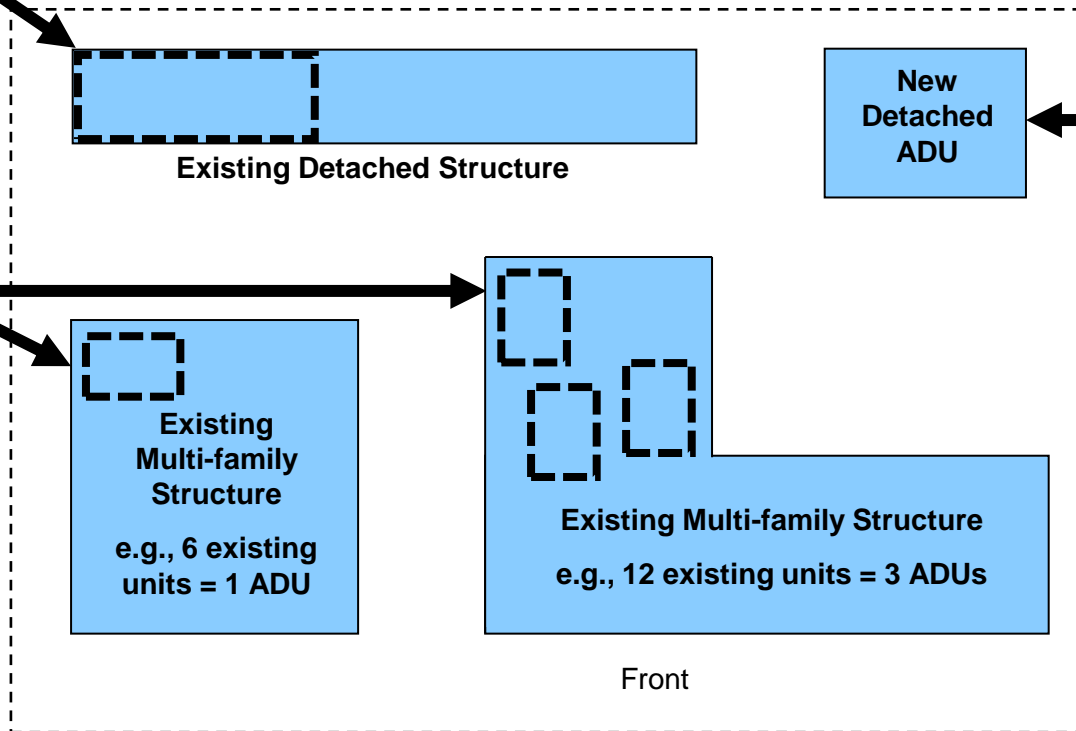 New
Detached
ADU
Existing Detached Structure
Existing
Multi-family
Structure
e.g., 6 existing
units = 1 ADU
Existing Multi-family Structure
e.g., 12 existing units = 3 ADUs
Front